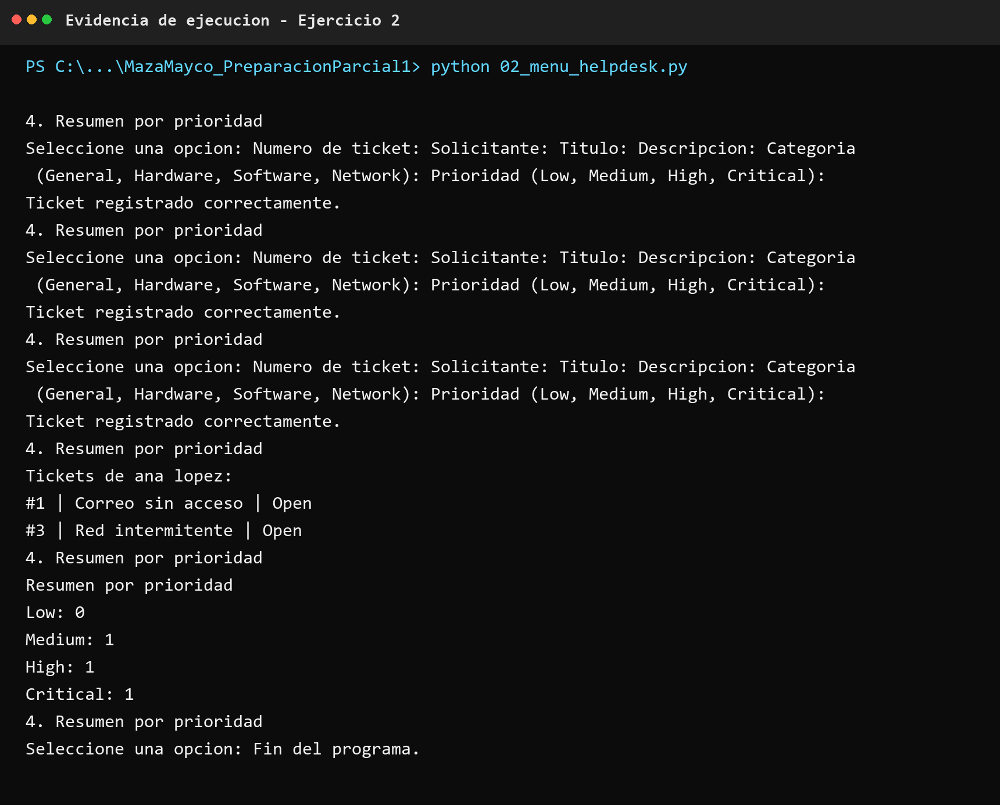 Evidencia de ejecucion - Ejercicio 2
PS C:\...\MazaMayco_PreparacionParcial1> python 02_menu_helpdesk.py
4. Resumen por prioridad
Seleccione una opcion: Numero de ticket: Solicitante: Titulo: Descripcion: Categoria
(General, Hardware, Software, Network): Prioridad (Low, Medium, High, Critical):
Ticket registrado correctamente.
4. Resumen por prioridad
Seleccione una opcion: Numero de ticket: Solicitante: Titulo: Descripcion: Categoria
(General, Hardware, Software, Network): Prioridad (Low, Medium, High, Critical):
Ticket registrado correctamente.
4. Resumen por prioridad
Seleccione una opcion: Numero de ticket: Solicitante: Titulo: Descripcion: Categoria
(General, Hardware, Software, Network): Prioridad (Low, Medium, High, Critical):
Ticket registrado correctamente.
4. Resumen por prioridad
Tickets de ana lopez:
#1 | Correo sin acceso | Open
#3 | Red intermitente | Open
4. Resumen por prioridad
Resumen por prioridad
Low: 0
Medium: 1
High: 1
Critical: 1
4. Resumen por prioridad
Seleccione una opcion: Fin del programa.